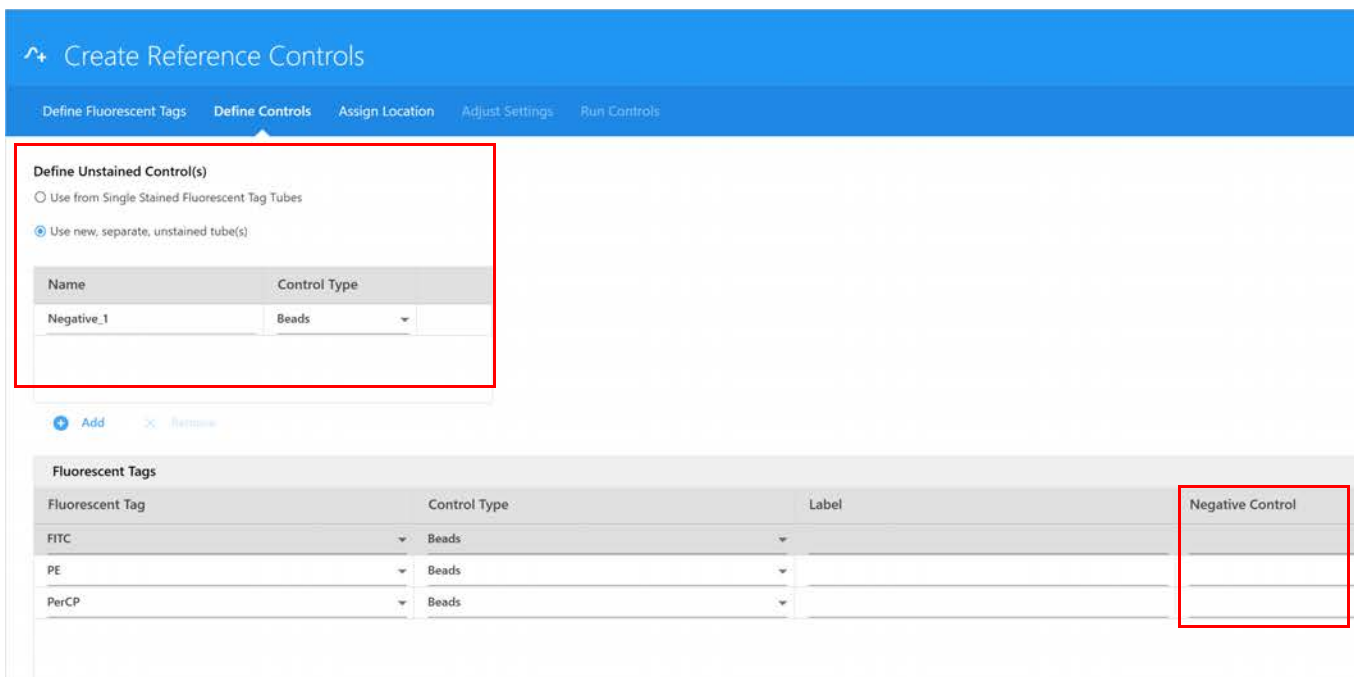 Create Reference Controls
Define Fluorescent Tags Define Controls Assign Location Adjust Settings Run Controls
Define Unstained Control(s)
Use from Single Stained Fluorescent Tag Tubes
Use new, separate, unstained tube(s)
Name Control Type
Negative_1 Beads
Add Remove
Fluorescent Tags
Fluorescent Tag Control Type Label Negative Control
FITC Beads
PE Beads
PerCP Beads